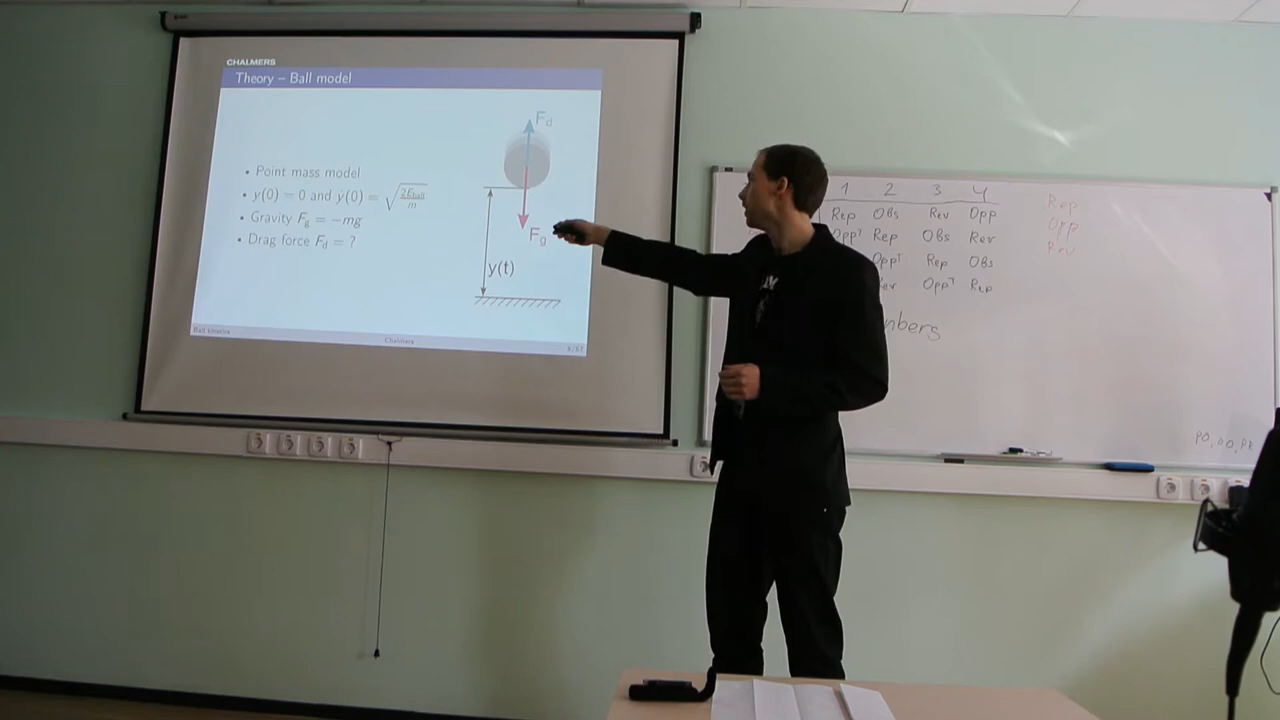 CHALMERS
Theory – Ball model
• Point mass model
• y(0) = 0 and ẏ(0) = √(2E_ball/m)
• Gravity F_g = −mg
• Drag force F_d = ?
F_d
F_g
y(t)
Ball kinetics
Chalmers
1 2 3 4
Rep Obs Rev Opp
Opp↑ Rep Obs Rev
Opp↑ Rep Obs
Opp↑ Rep
Rep
Opp
Rev